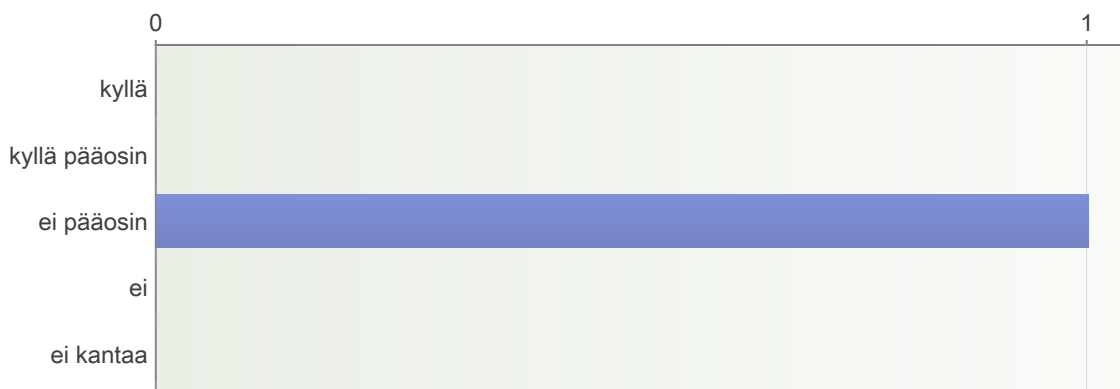 0 1
kyllä
kyllä pääosin
ei pääosin
ei
ei kantaa